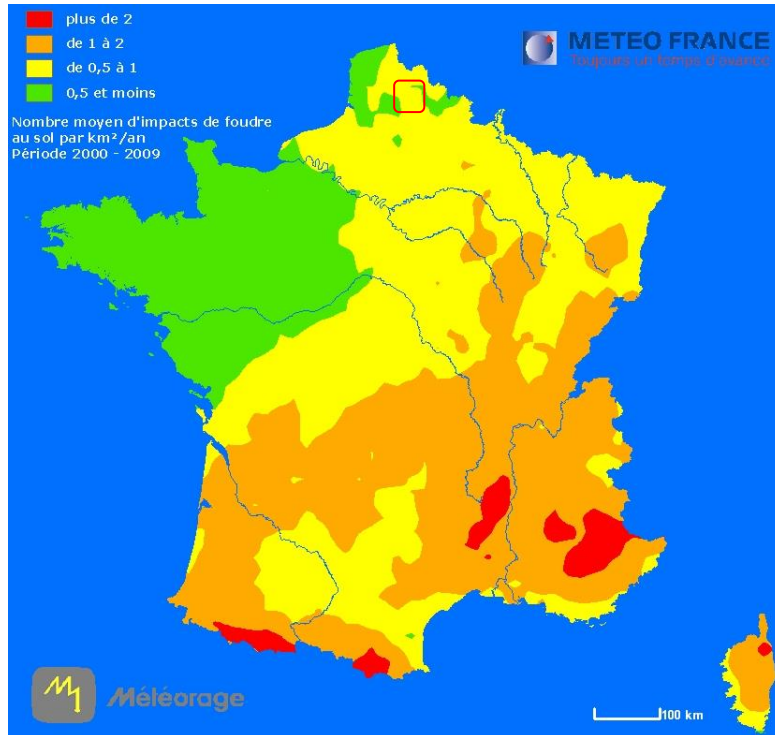 plus de 2
de 1 à 2
de 0,5 à 1
0,5 et moins
METEO FRANCE
Toujours un temps d'avance
Nombre moyen d'impacts de foudre
au sol par km²/an
Période 2000 - 2009
Météorage
100 km